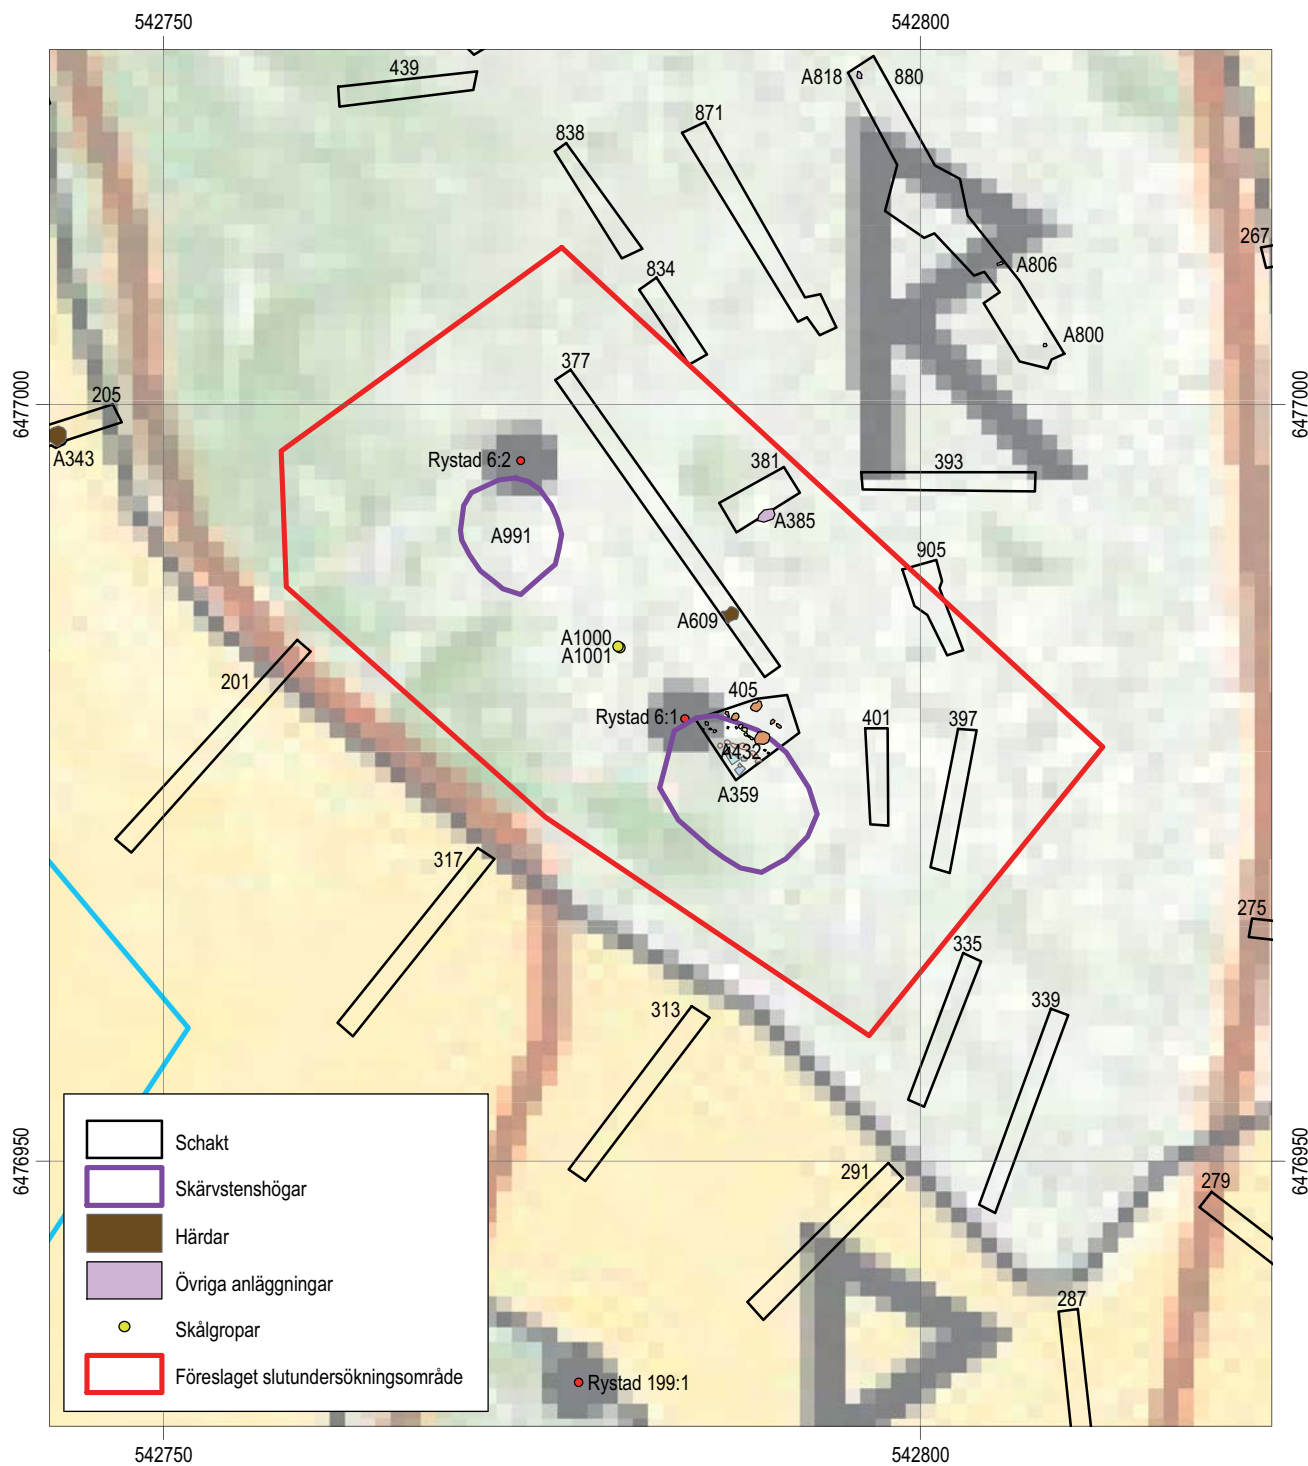 542750
542800
439
A818
880
871
838
267
A806
834
A800
377
205
6477000
6477000
A343
Rystad 6:2
381
393
A385
A991
905
A609
A1000
A1001
201
405
Rystad 6:1
401
397
A432
A359
317
275
335
339
313
6476950
6476950
291
279
287
Schakt
Skärvstenshögar
Härdar
Övriga anläggningar
Skålgropar
Föreslaget slutundersökningsområde
Rystad 199:1
542750
542800
R